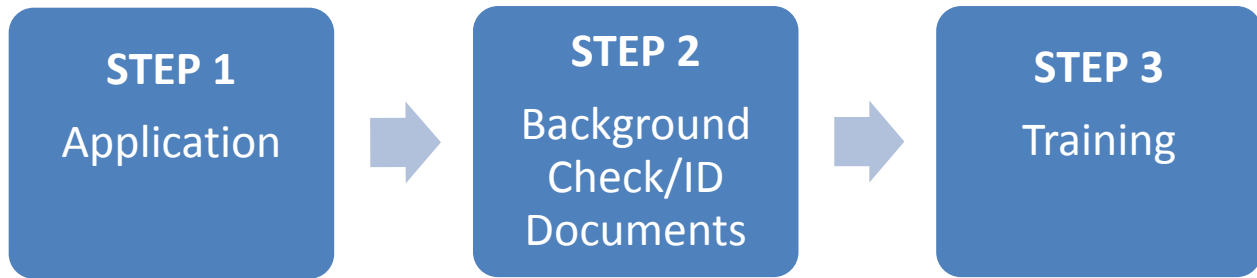 STEP 1
Application
STEP 2
Background
Check/ID
Documents
STEP 3
Training